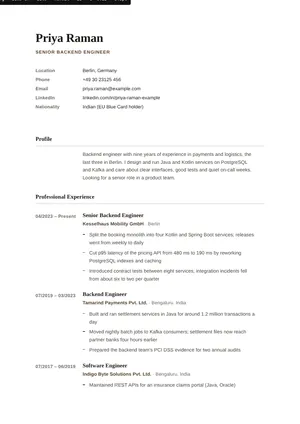 Priya Raman
SENIOR BACKEND ENGINEER
Location Berlin, Germany
Phone +49 30 23125 456
Email priya.raman@example.com
LinkedIn linkedin.com/in/priya-raman-example
Nationality Indian (EU Blue Card holder)
Profile
Backend engineer with nine years of experience in payments and logistics, the
last three in Berlin. I design and run Java and Kotlin services on PostgreSQL
and Kafka and care about clear interfaces, good tests and quiet on-call weeks.
Looking for a senior role in a product team.
Professional Experience
04/2023 – Present Senior Backend Engineer
Kesselhaus Mobility GmbH · Berlin
– Split the booking monolith into four Kotlin and Spring Boot services; releases
went from weekly to daily
– Cut p95 latency of the pricing API from 480 ms to 190 ms by reworking
PostgreSQL indexes and caching
– Introduced contract tests between eight services; integration incidents fell
from about six to two per quarter
07/2019 – 03/2023 Backend Engineer
Tamarind Payments Pvt. Ltd. · Bengaluru, India
– Built and ran settlement services in Java for around 1.2 million transactions a
day
– Moved nightly batch jobs to Kafka consumers; settlement files now reach
partner banks four hours earlier
– Prepared the backend team's PCI DSS evidence for two annual audits
07/2017 – 06/2019 Software Engineer
Indigo Byte Solutions Pvt. Ltd. · Bengaluru, India
– Maintained REST APIs for an insurance claims portal (Java, Oracle)